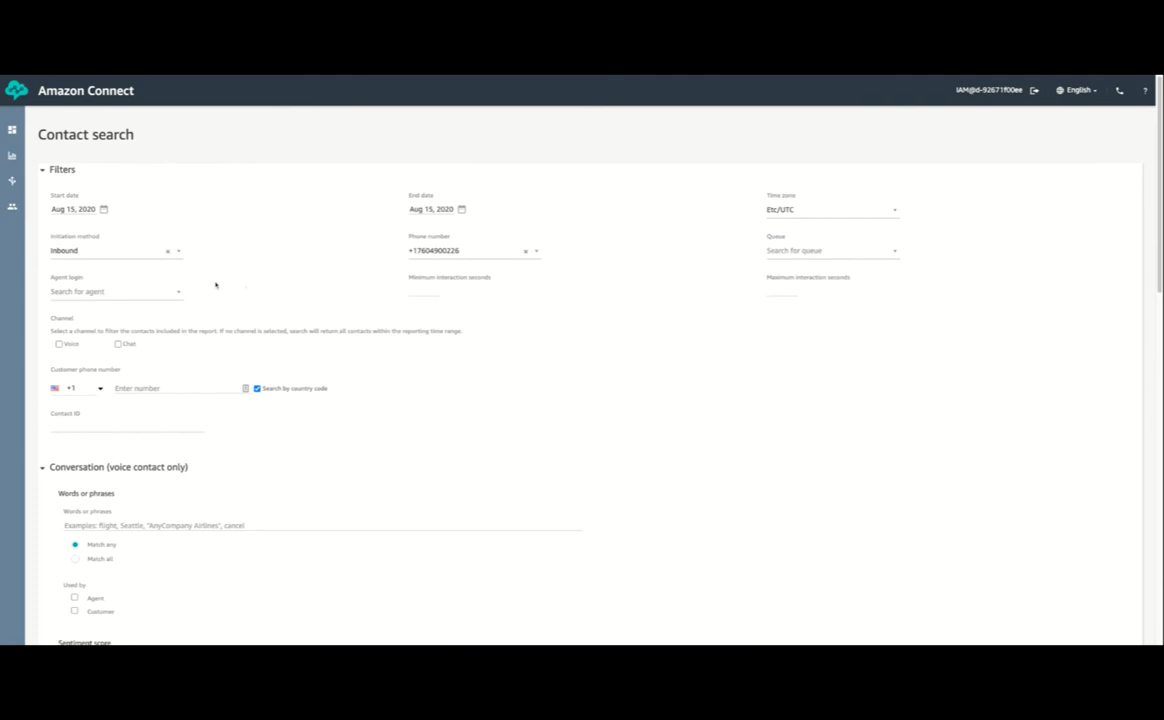 Amazon Connect
IAM@d-92671f00ee English ?
Contact search
Filters
Start date End date Time zone
Aug 15, 2020 Aug 15, 2020 Etc/UTC
Initiation method Phone number Queue
Inbound × +17604900226 × Search for queue
Agent login Minimum interaction seconds Maximum interaction seconds
Search for agent
Channel
Select a channel to filter the contacts included in the report. If no channel is selected, search will return all contacts within the reporting time range.
Voice Chat
Customer phone number
+1 Enter number Search by country code
Contact ID
Conversation (voice contact only)
Words or phrases
Words or phrases
Examples: flight, Seattle, "AnyCompany Airlines", cancel
Match any
Match all
Used by
Agent
Customer
Sentiment score